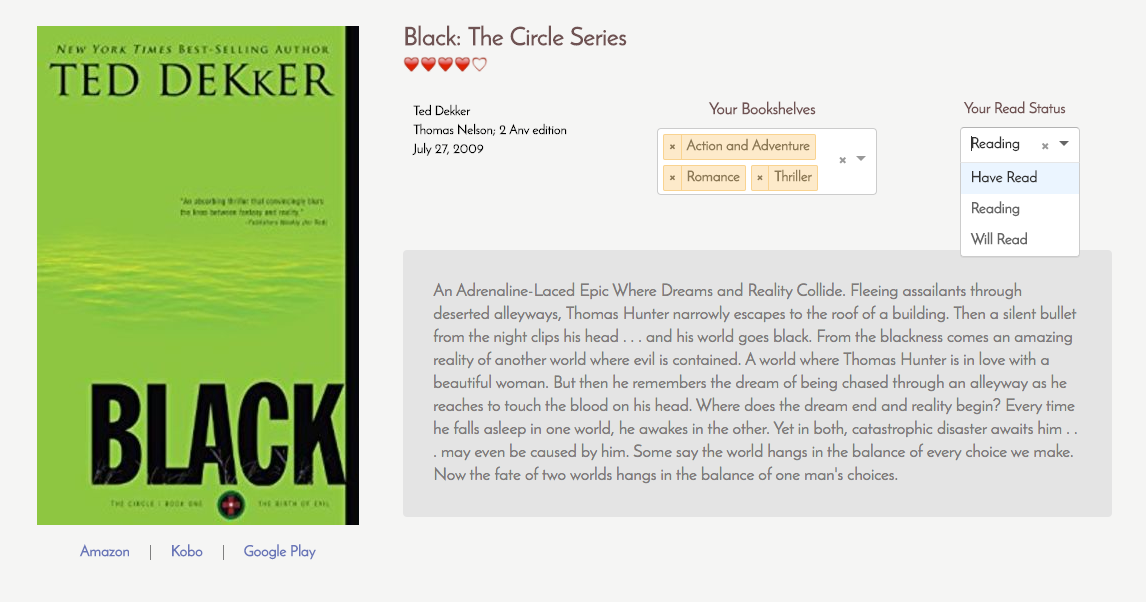 NEW YORK TIMES BEST-SELLING AUTHOR
TED DEKKER
"An absorbing thriller that convincingly blurs
the lines between fantasy and reality."
-Publishers Weekly
BLACK
THE CIRCLE | BOOK ONE THE BIRTH OF EVIL
Amazon | Kobo | Google Play
Black: The Circle Series
Ted Dekker
Thomas Nelson; 2 Anv edition
July 27, 2009
Your Bookshelves
× Action and Adventure
× Romance × Thriller
×
Your Read Status
Reading ×
Have Read
Reading
Will Read
An Adrenaline-Laced Epic Where Dreams and Reality Collide. Fleeing assailants through
deserted alleyways, Thomas Hunter narrowly escapes to the roof of a building. Then a silent bullet
from the night clips his head . . . and his world goes black. From the blackness comes an amazing
reality of another world where evil is contained. A world where Thomas Hunter is in love with a
beautiful woman. But then he remembers the dream of being chased through an alleyway as he
reaches to touch the blood on his head. Where does the dream end and reality begin? Every time
he falls asleep in one world, he awakes in the other. Yet in both, catastrophic disaster awaits him . .
. may even be caused by him. Some say the world hangs in the balance of every choice we make.
Now the fate of two worlds hangs in the balance of one man's choices.